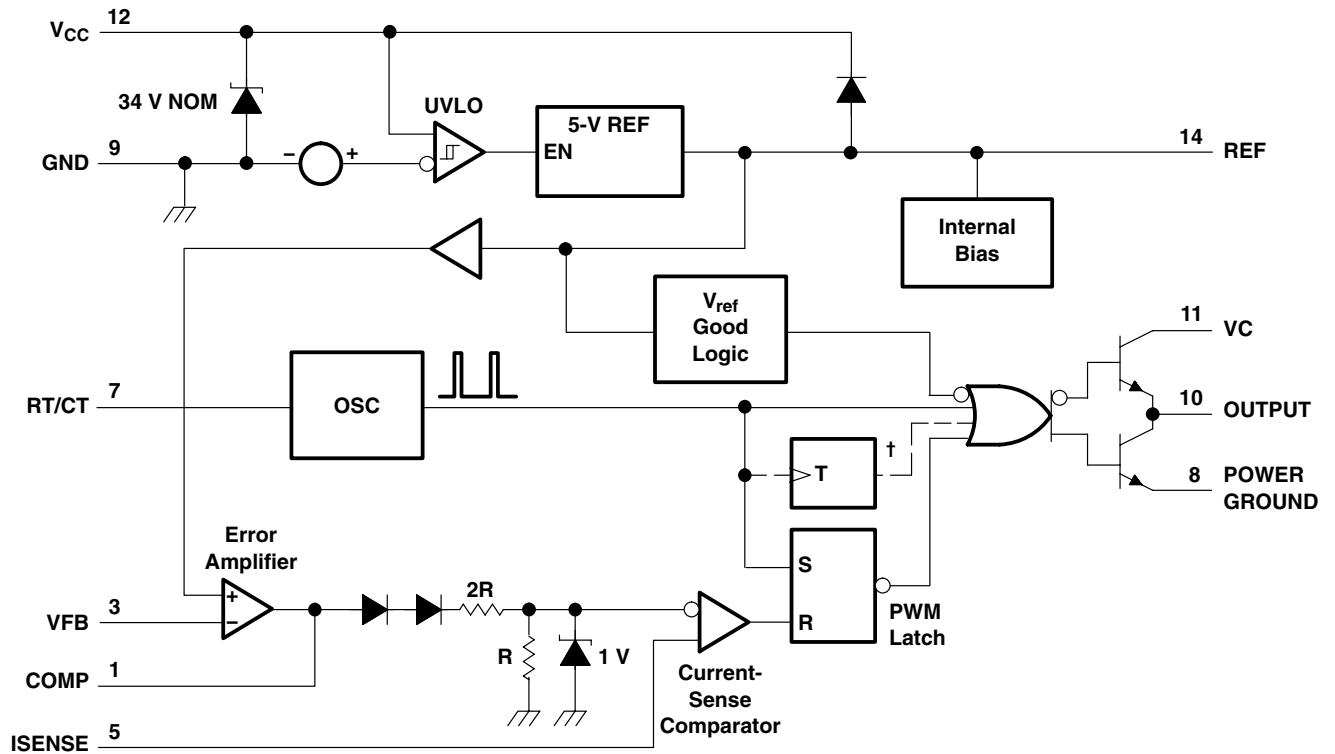 VCC
12
34 V NOM
UVLO
5-V REF
EN
14
REF
GND
9
−
+
Internal
Bias
Vref
Good
Logic
11
VC
RT/CT
7
OSC
10
OUTPUT
†
T
8
POWER
GROUND
Error
Amplifier
S
2R
+
−
VFB
3
R
PWM
Latch
R
1 V
COMP
1
Current-
Sense
Comparator
ISENSE
5